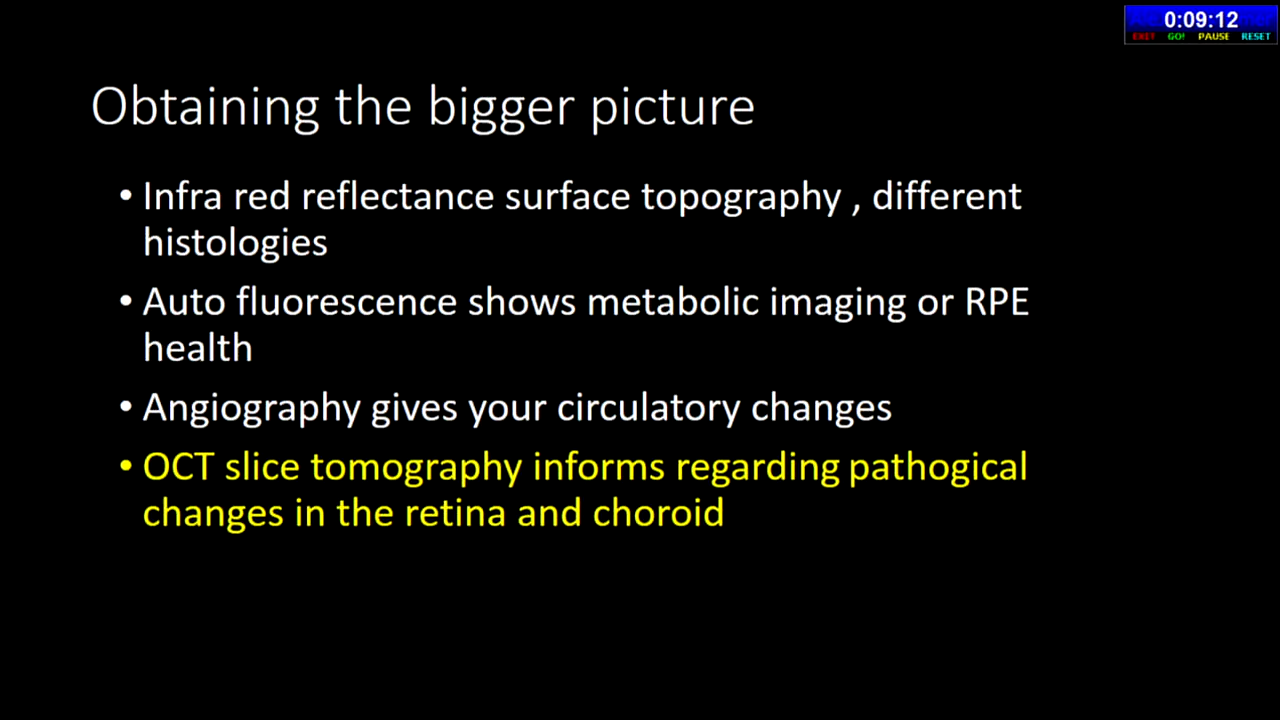 0:09:12
EXIT GO! PAUSE RESET
Obtaining the bigger picture
• Infra red reflectance surface topography , different
histologies
• Auto fluorescence shows metabolic imaging or RPE
health
• Angiography gives your circulatory changes
• OCT slice tomography informs regarding pathogical
changes in the retina and choroid